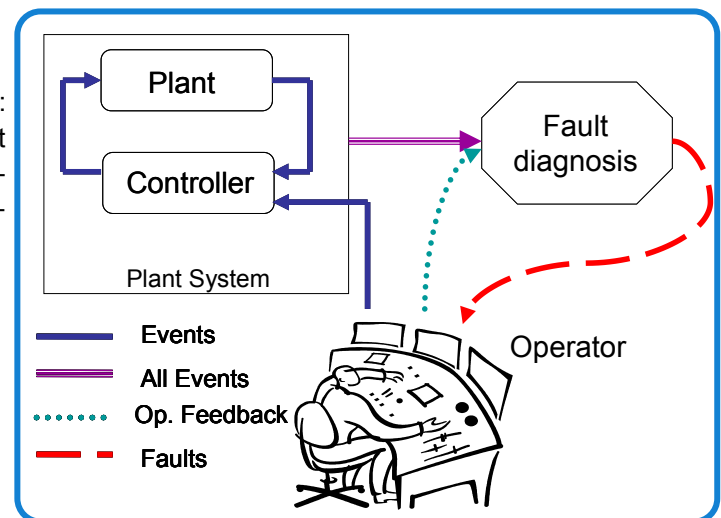 :
t
-
-
Plant
Controller
Plant System
Fault
diagnosis
Operator
Events
All Events
Op. Feedback
Faults